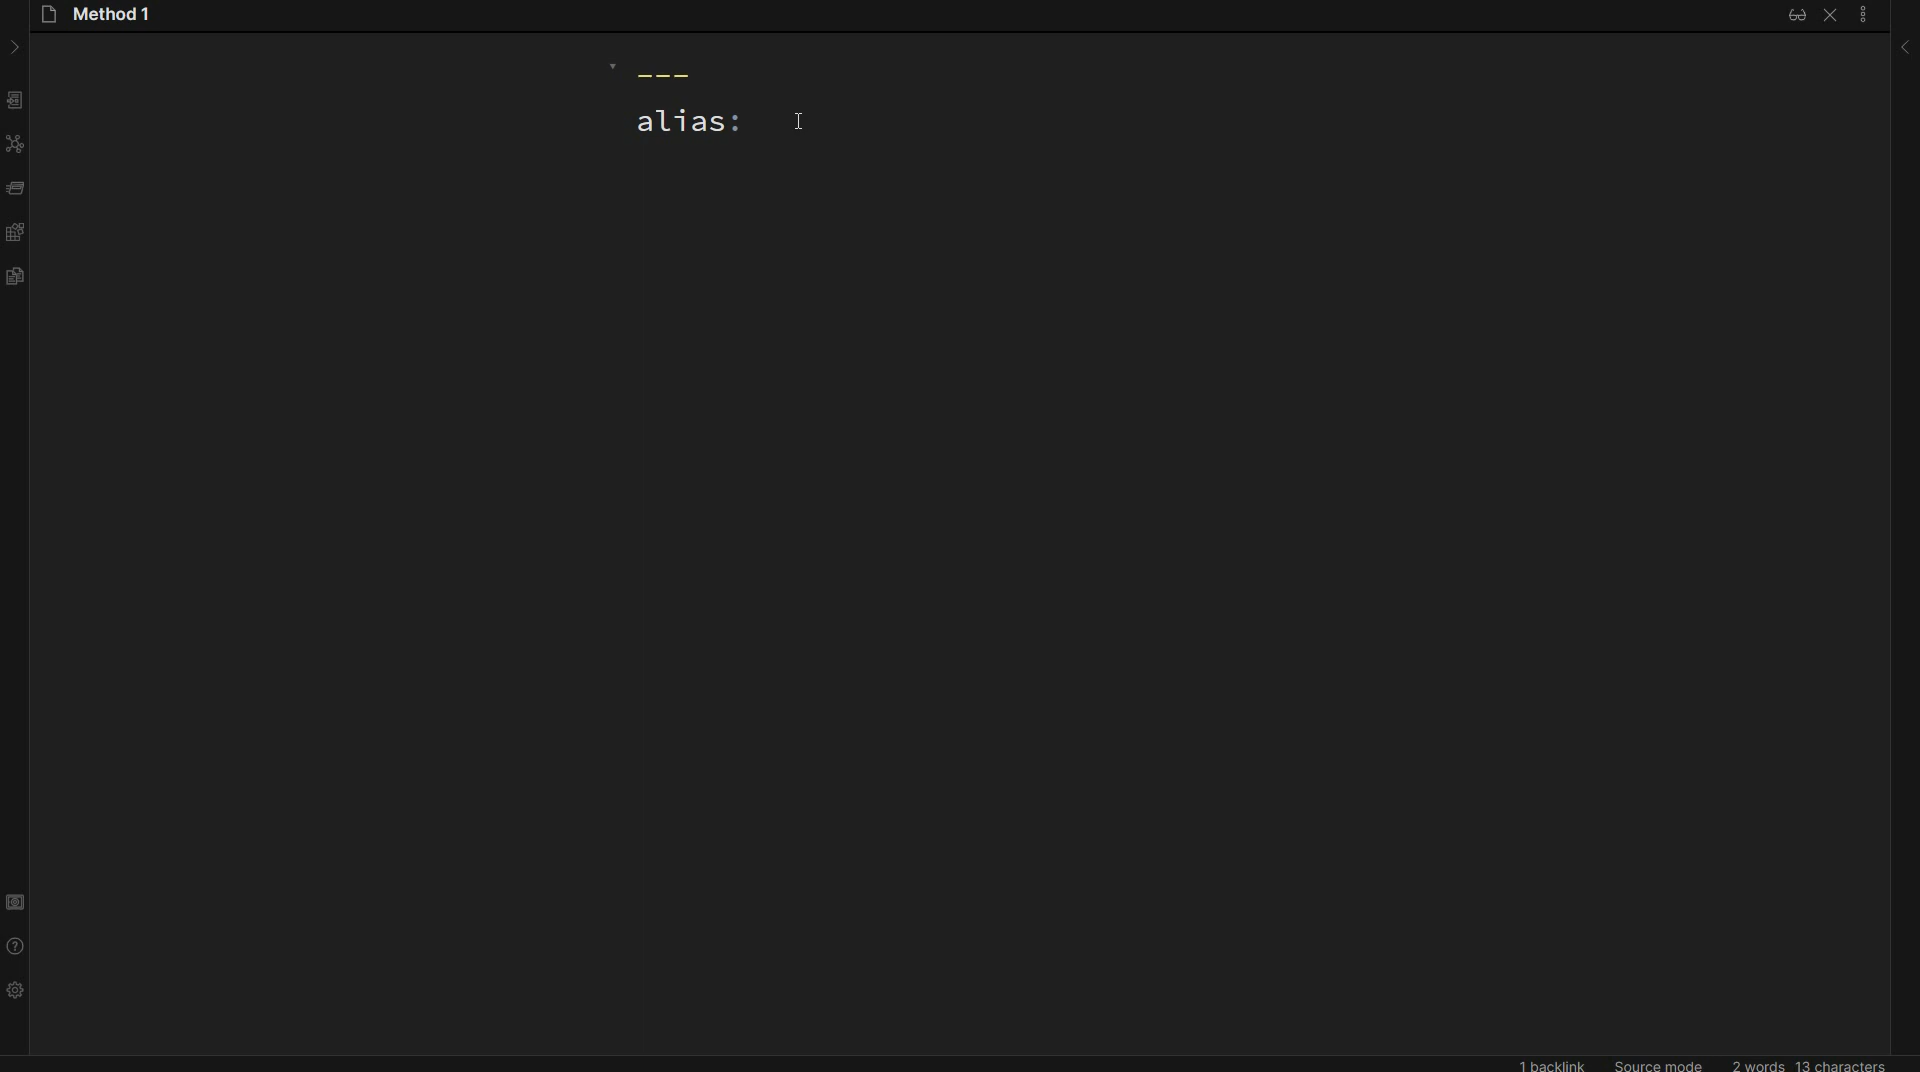 Method 1
---
alias:
1 backlink Source mode 2 words 13 characters